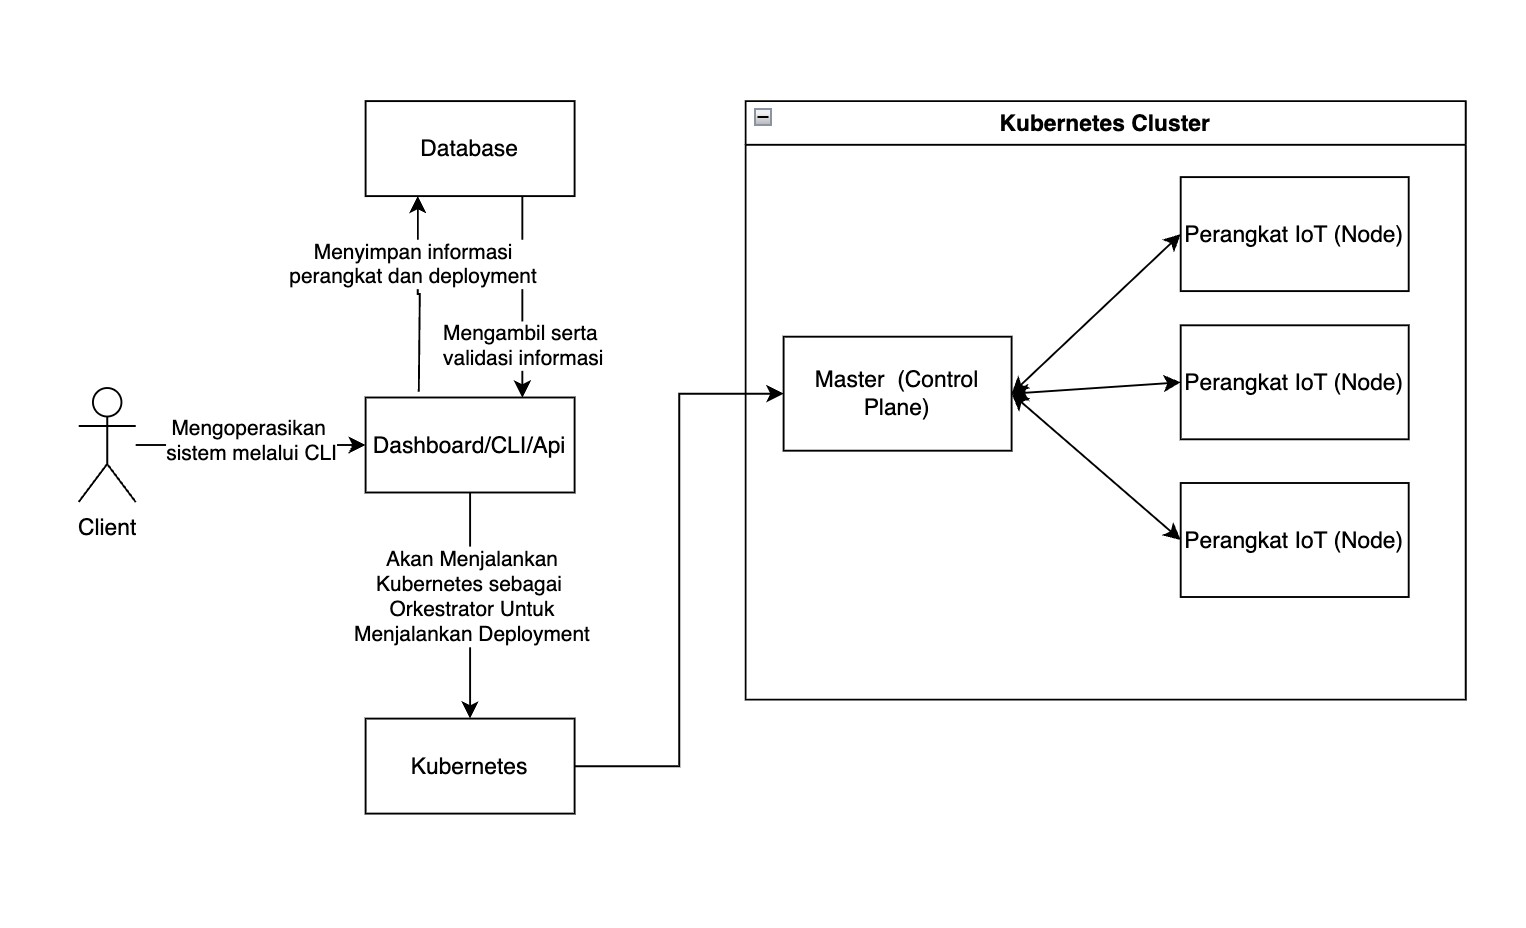 Database
Menyimpan informasi
perangkat dan deployment
Mengambil serta
validasi informasi
Mengoperasikan
sistem melalui CLI
Client
Dashboard/CLI/Api
Akan Menjalankan
Kubernetes sebagai
Orkestrator Untuk
Menjalankan Deployment
Kubernetes
Kubernetes Cluster
Master (Control
Plane)
Perangkat IoT (Node)
Perangkat IoT (Node)
Perangkat IoT (Node)